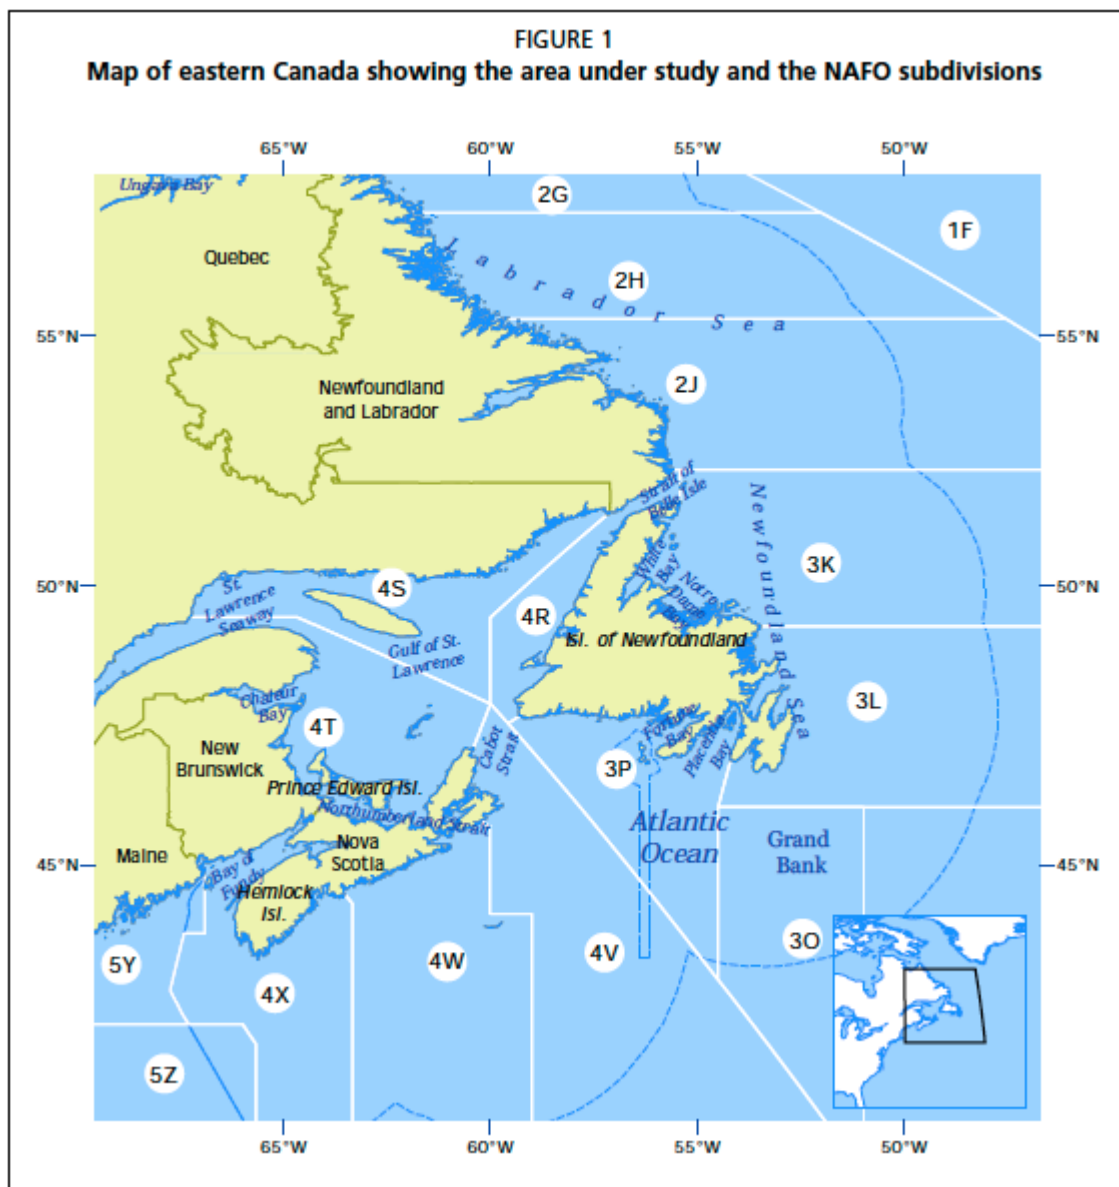 FIGURE 1
Map of eastern Canada showing the area under study and the NAFO subdivisions
65°W
60°W
55°W
50°W
Ungava Bay
2G
1F
Quebec
Labrador Sea
2H
55°N
55°N
2J
Newfoundland
and Labrador
Strait of
Belle Isle
Newfoundland Sea
3K
50°N
50°N
St.
Lawrence
Seaway
4S
4R
White
Bay
Notro
Dame
Bay
Isl. of Newfoundland
Gulf of St.
Lawrence
3L
Chaleur
Bay
4T
Cabot
Strait
Fortune
Bay
Placentia
Bay
New
Brunswick
3P
Prince Edward Isl.
Northumberland Strait
Atlantic
Ocean
Grand
Bank
Maine
Nova
Scotia
45°N
45°N
Bay of
Fundy
Hemlock
Isl.
5Y
4X
4W
4V
3O
5Z
65°W
60°W
55°W
50°W